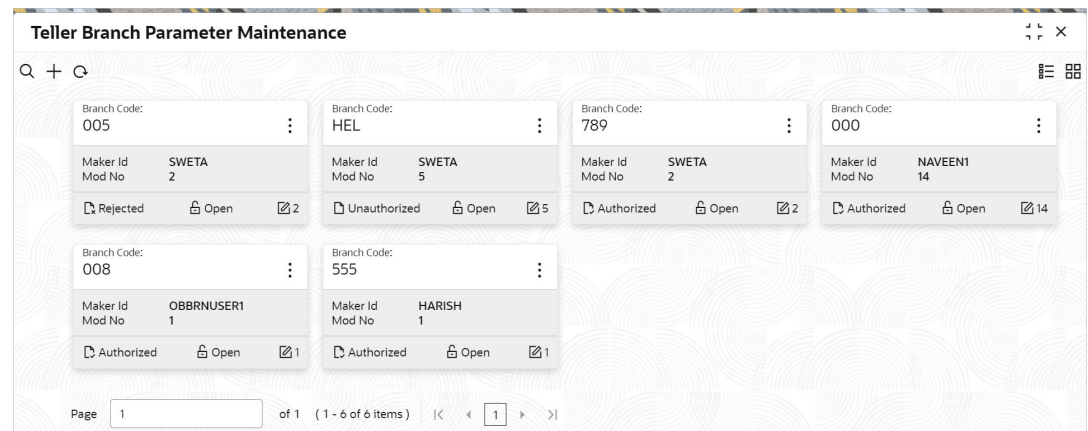 Teller Branch Parameter Maintenance
Branch Code:
005
Maker Id SWETA
Mod No 2
Rejected Open 2
Branch Code:
HEL
Maker Id SWETA
Mod No 5
Unauthorized Open 5
Branch Code:
789
Maker Id SWETA
Mod No 2
Authorized Open 2
Branch Code:
000
Maker Id NAVEEN1
Mod No 14
Authorized Open 14
Branch Code:
008
Maker Id OBBRNUSER1
Mod No 1
Authorized Open 1
Branch Code:
555
Maker Id HARISH
Mod No 1
Authorized Open 1
Page 1 of 1 ( 1 - 6 of 6 items ) 1